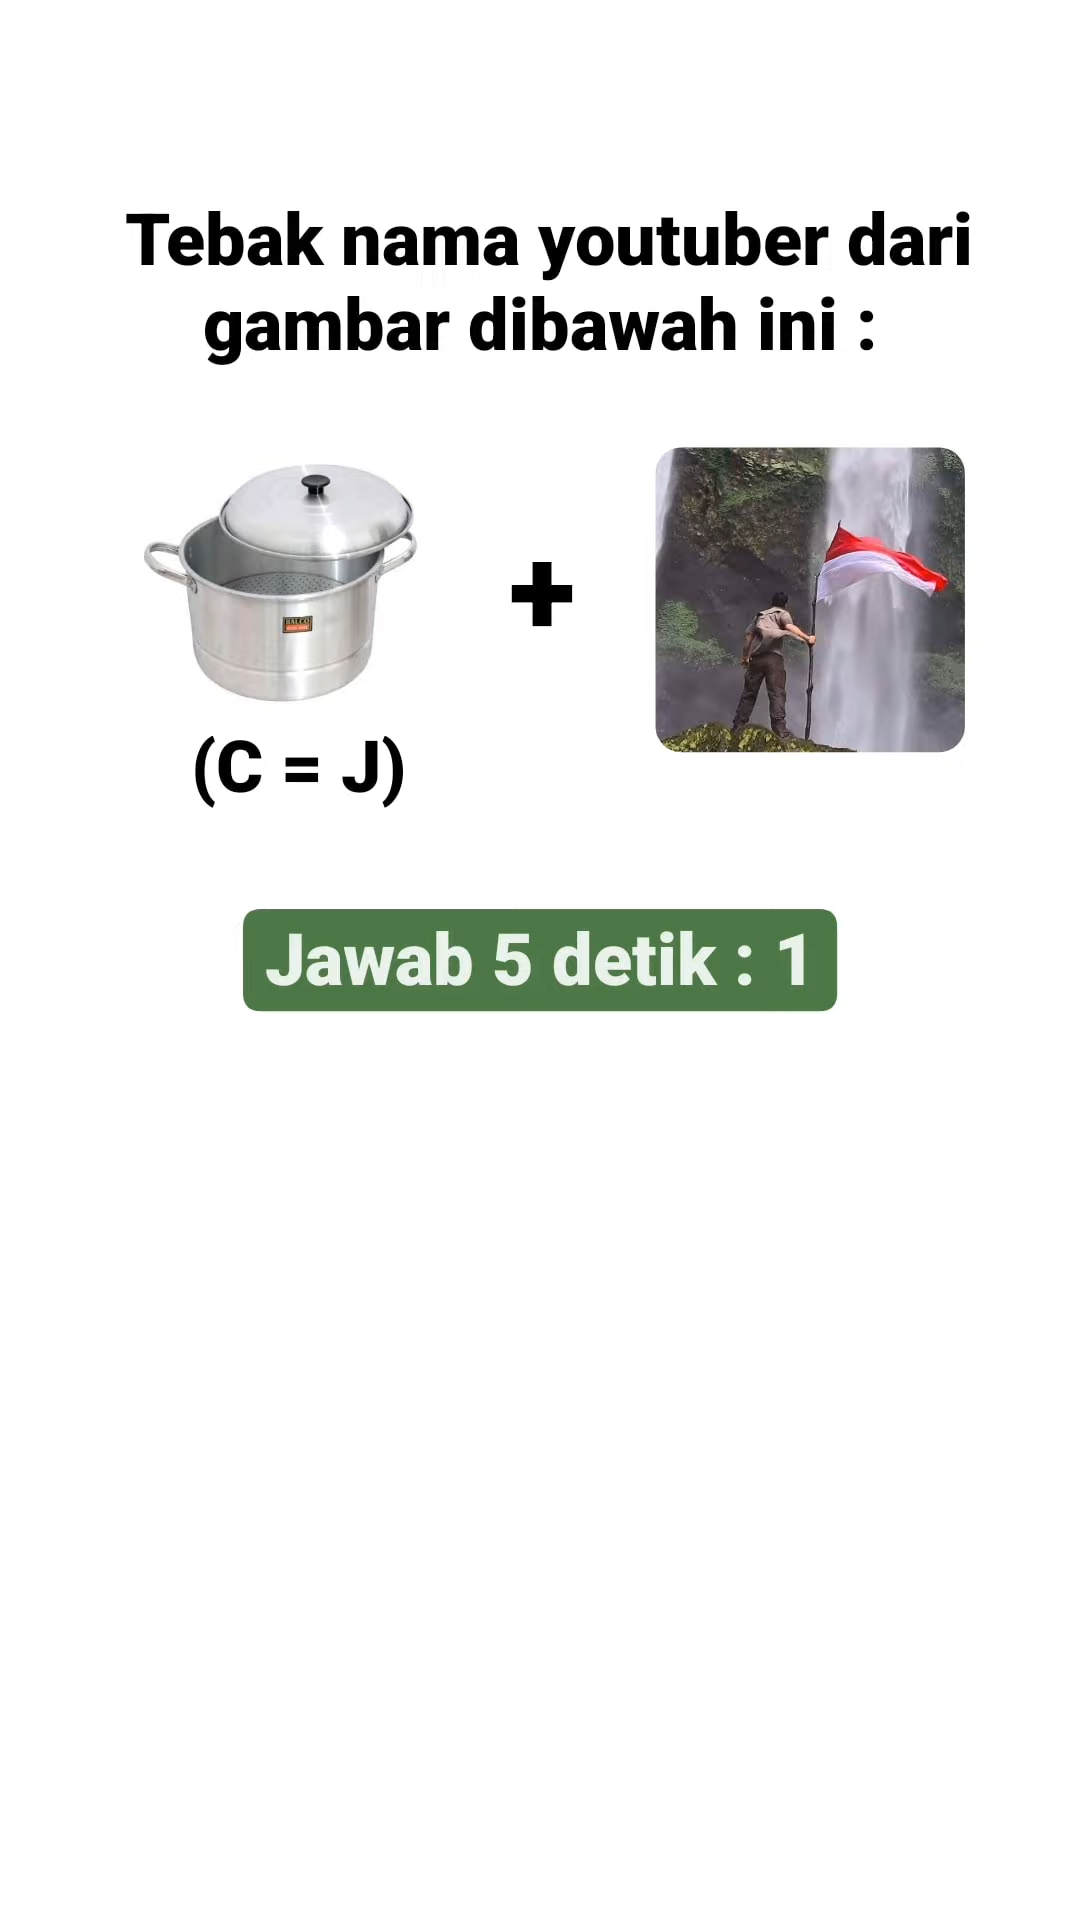 Tebak nama youtuber dari
gambar dibawah ini :
+
(C = J)
Jawab 5 detik : 1